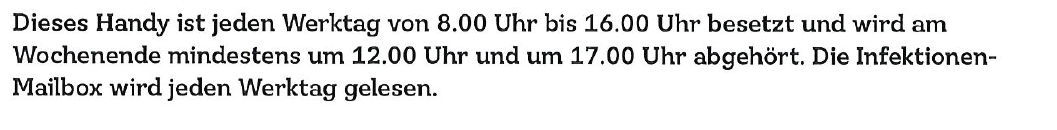 Dieses Handy ist jeden Werktag von 8.00 Uhr bis 16.00 Uhr besetzt und wird am
Wochenende mindestens um 12.00 Uhr und um 17.00 Uhr abgehört. Die Infektionen-
Mailbox wird jeden Werktag gelesen.